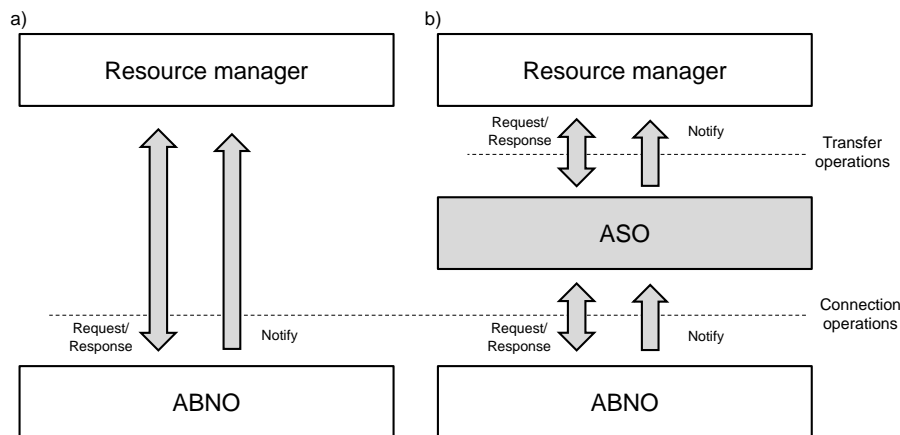 a)
Resource manager
Request/
Response
Notify
ABNO
b)
Resource manager
Request/
Response
Notify
Transfer
operations
ASO
Connection
operations
Request/
Response
Notify
ABNO